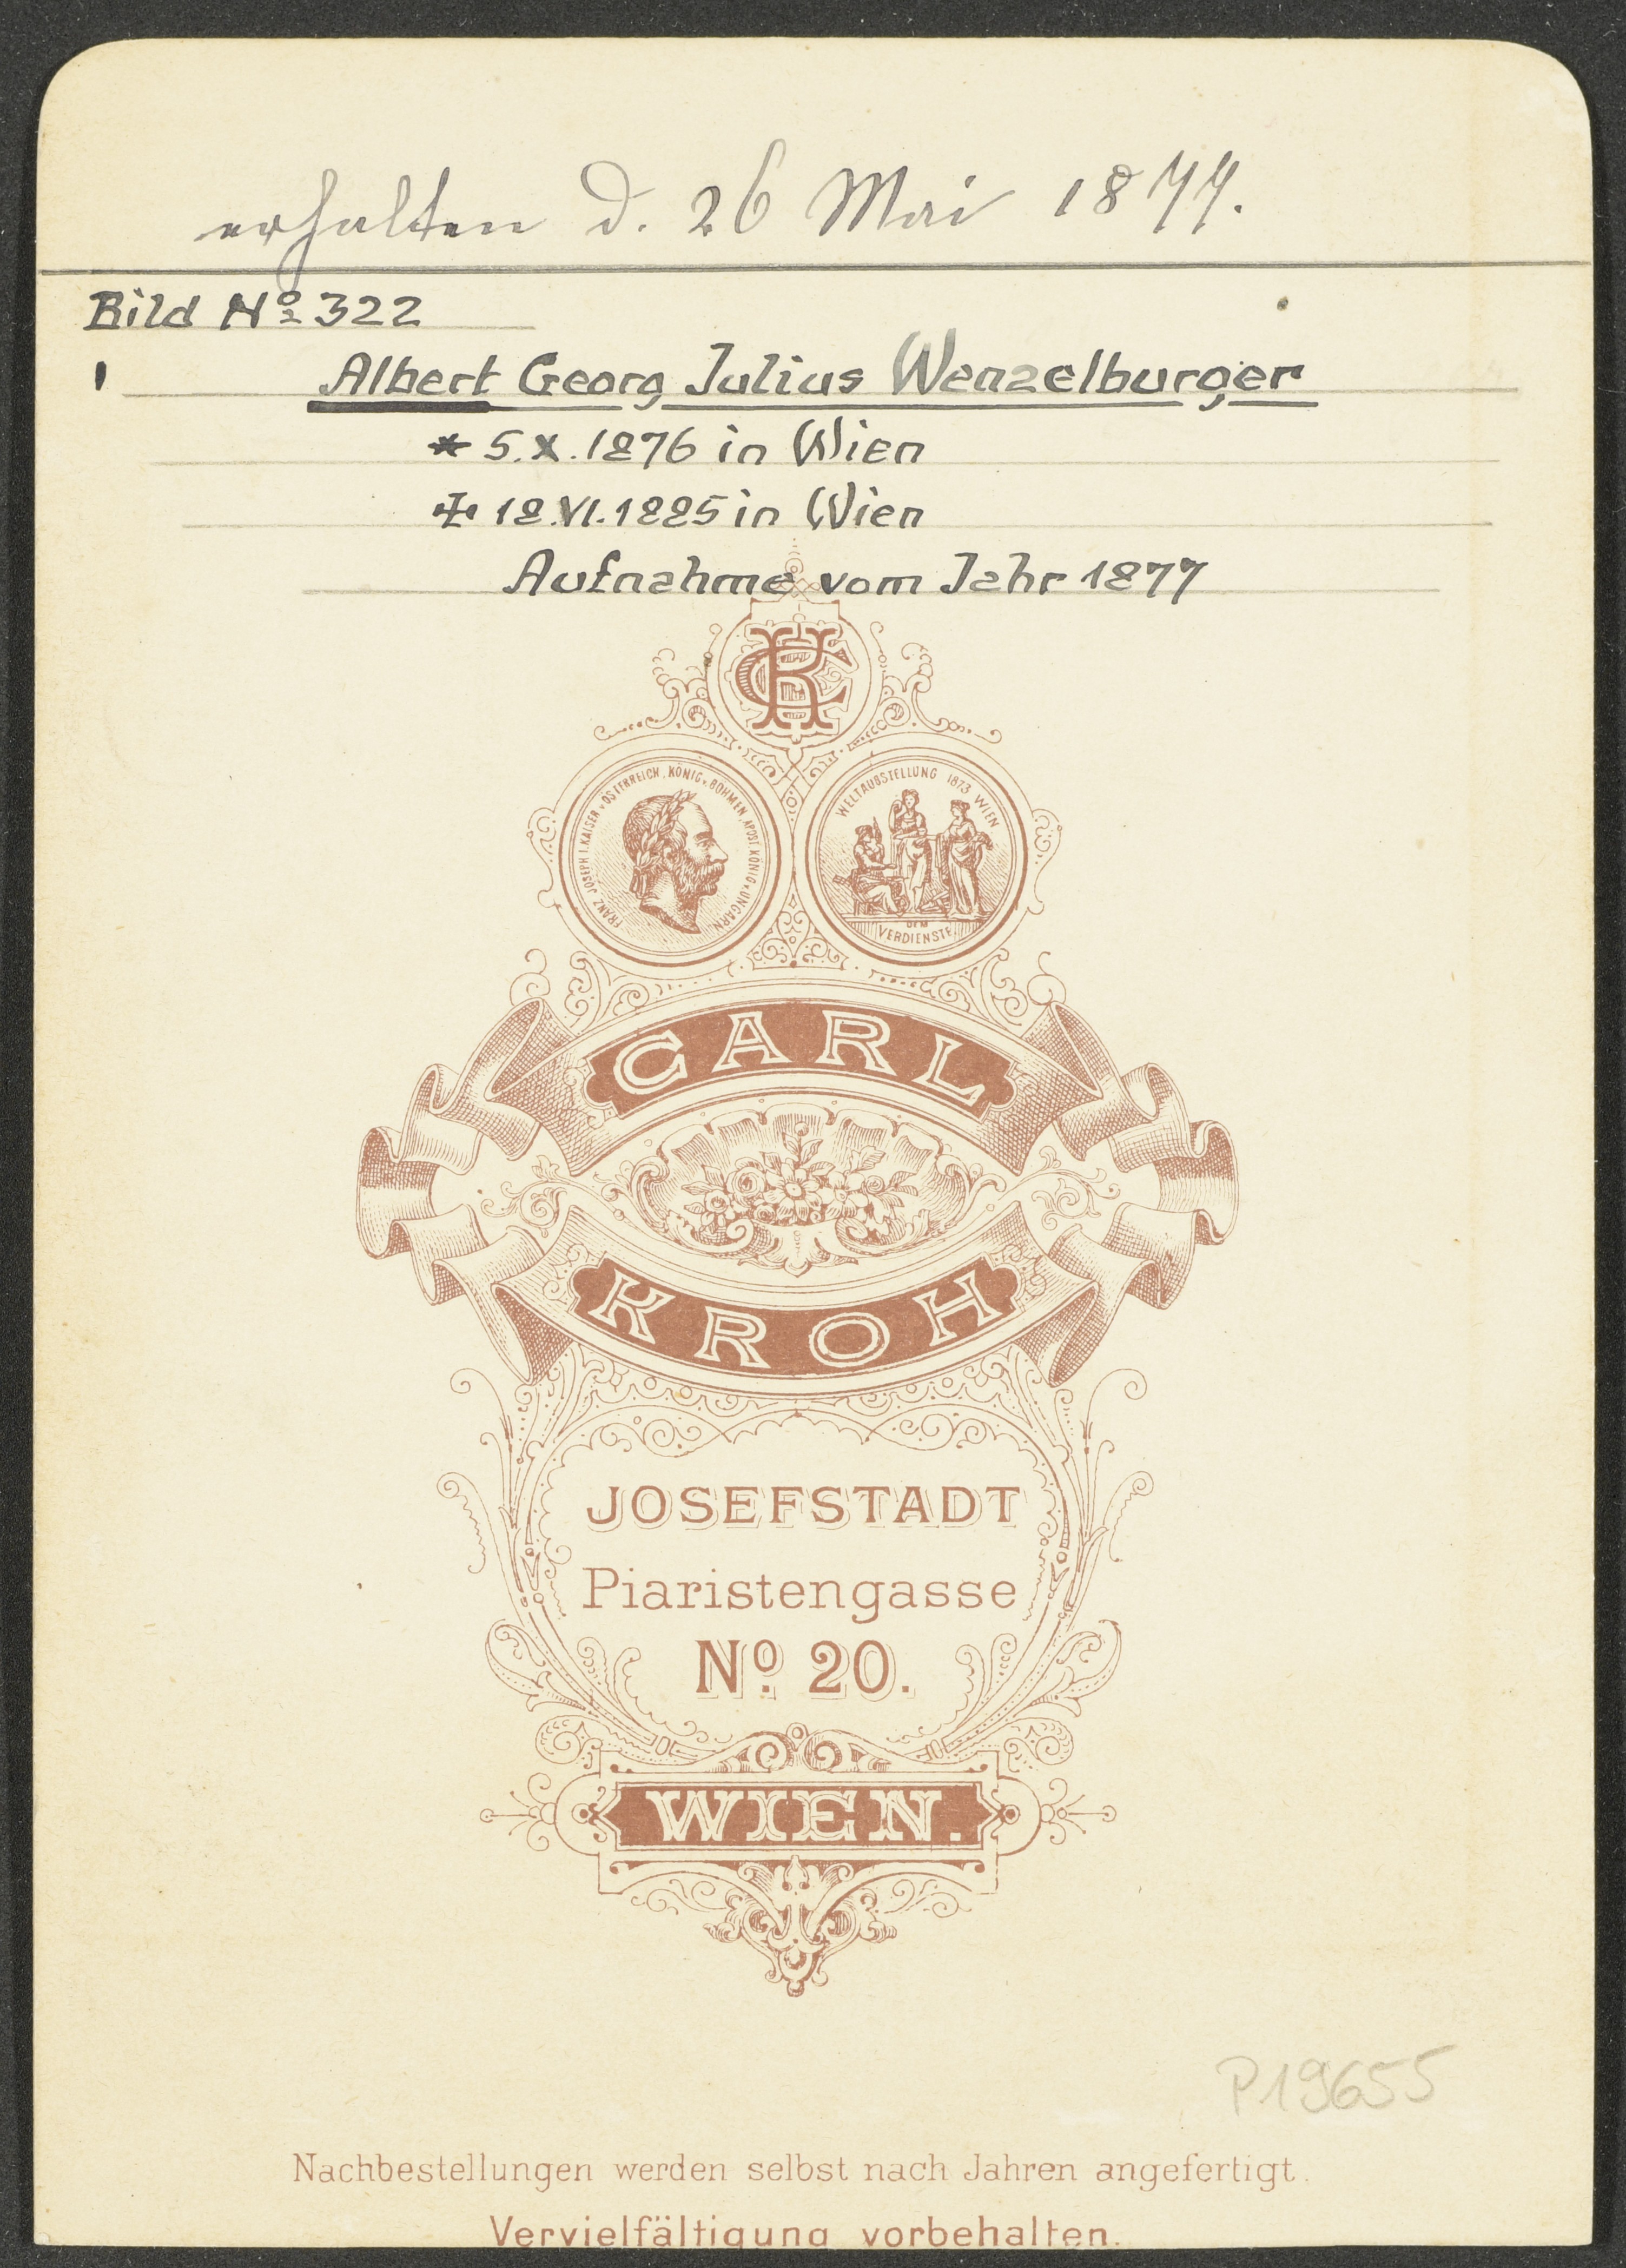 erhalten d. 26 Mai 1877.
Bild No 322
Albert Georg Julius Wenzelburger
* 5.X.1876 in Wien
✠ 18.VI.1885 in Wien
Aufnahme vom Jahr 1877
CK
FRANZ JOSEPH I. KAISER v. ÖSTERREICH, KÖNIG v. BÖHMEN, APOST. KÖNIG v. UNGARN
WELTAUSSTELLUNG 1873 WIEN
DEM
VERDIENSTE
CARL
KROH
JOSEFSTADT
Piaristengasse
No. 20.
WIEN.
P19655
Nachbestellungen werden selbst nach Jahren angefertigt.
Vervielfältigung vorbehalten.